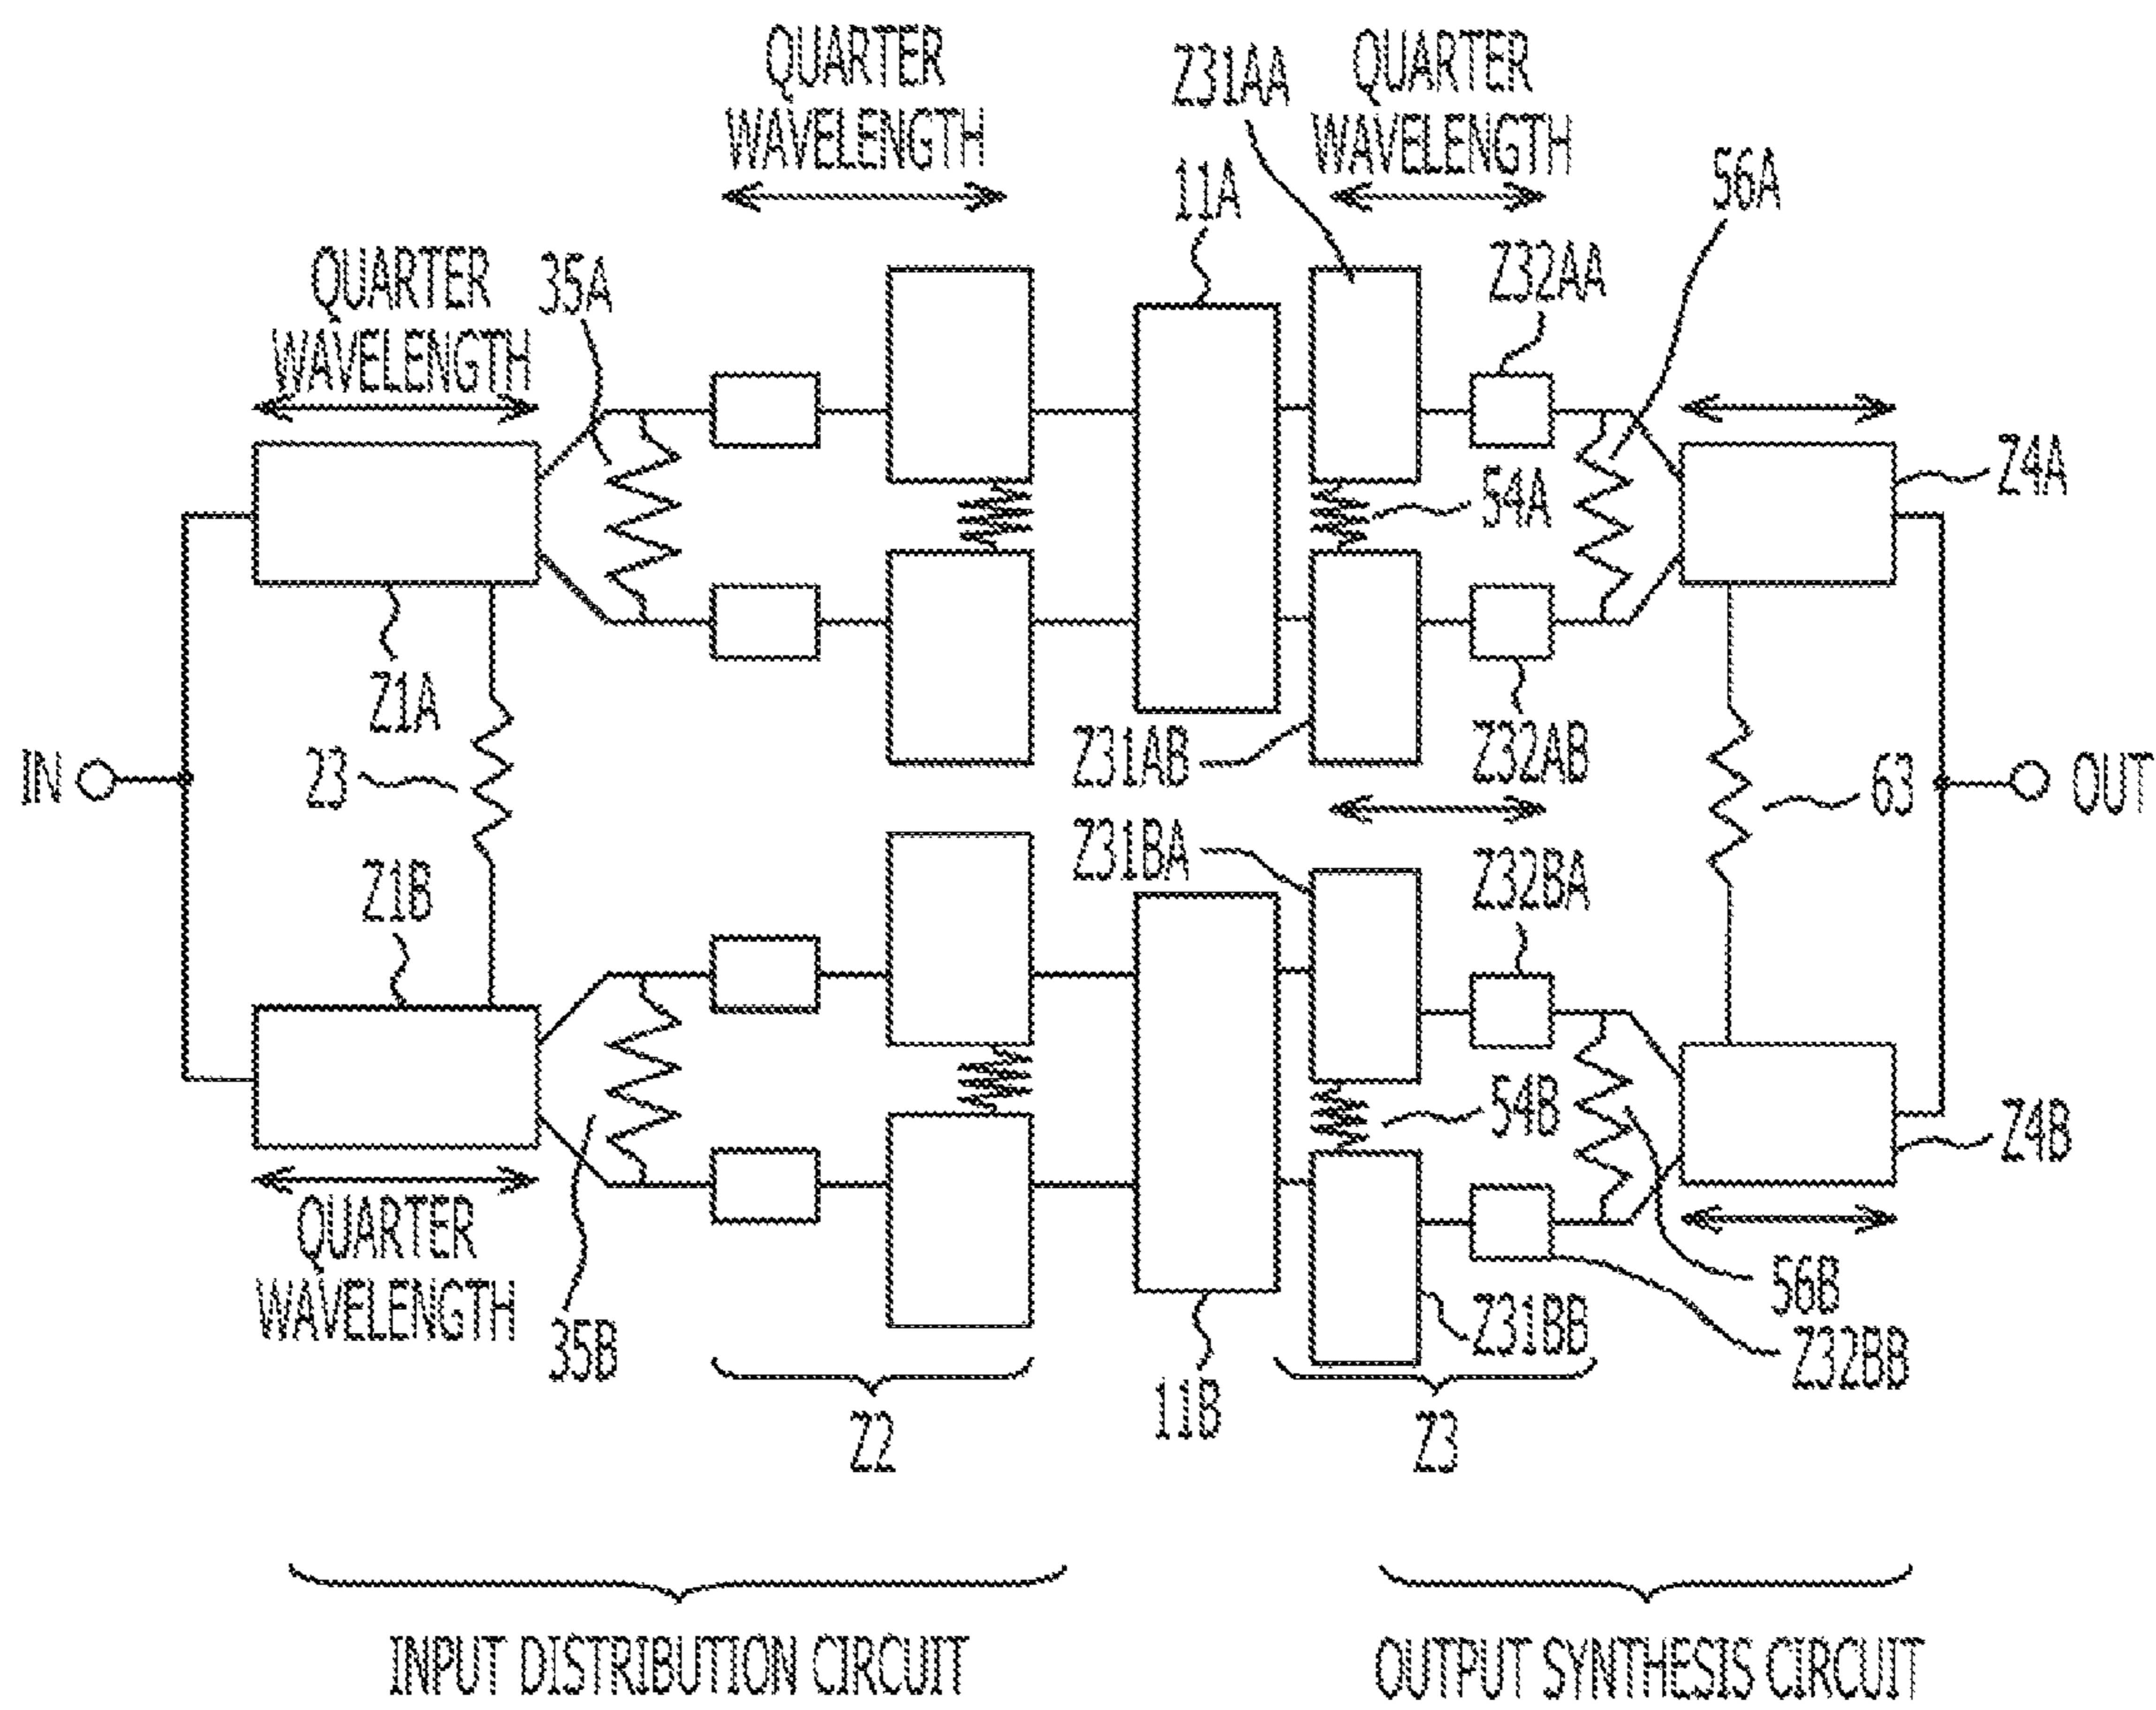 QUARTER
WAVELENGTH
Z31AA
QUARTER
WAVELENGTH
11A
56A
QUARTER
WAVELENGTH
35A
Z32AA
Z4A
54A
Z1A
23
Z31AB
Z32AB
IN
63
OUT
Z31BA
Z32BA
Z1B
54B
Z4B
QUARTER
WAVELENGTH
35B
56B
Z31BB
Z32BB
11B
Z2
Z3
INPUT DISTRIBUTION CIRCUIT
OUTPUT SYNTHESIS CIRCUIT